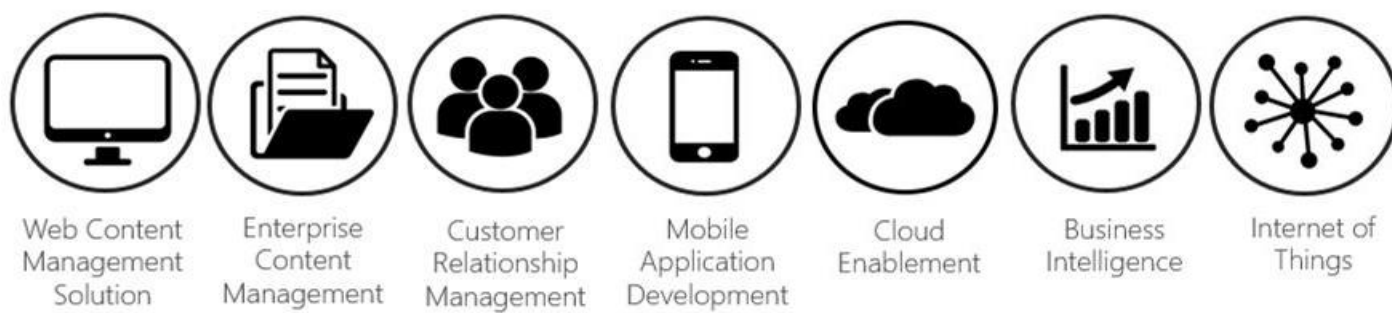 Web Content
Management
Solution
Enterprise
Content
Management
Customer
Relationship
Management
Mobile
Application
Development
Cloud
Enablement
Business
Intelligence
Internet of
Things